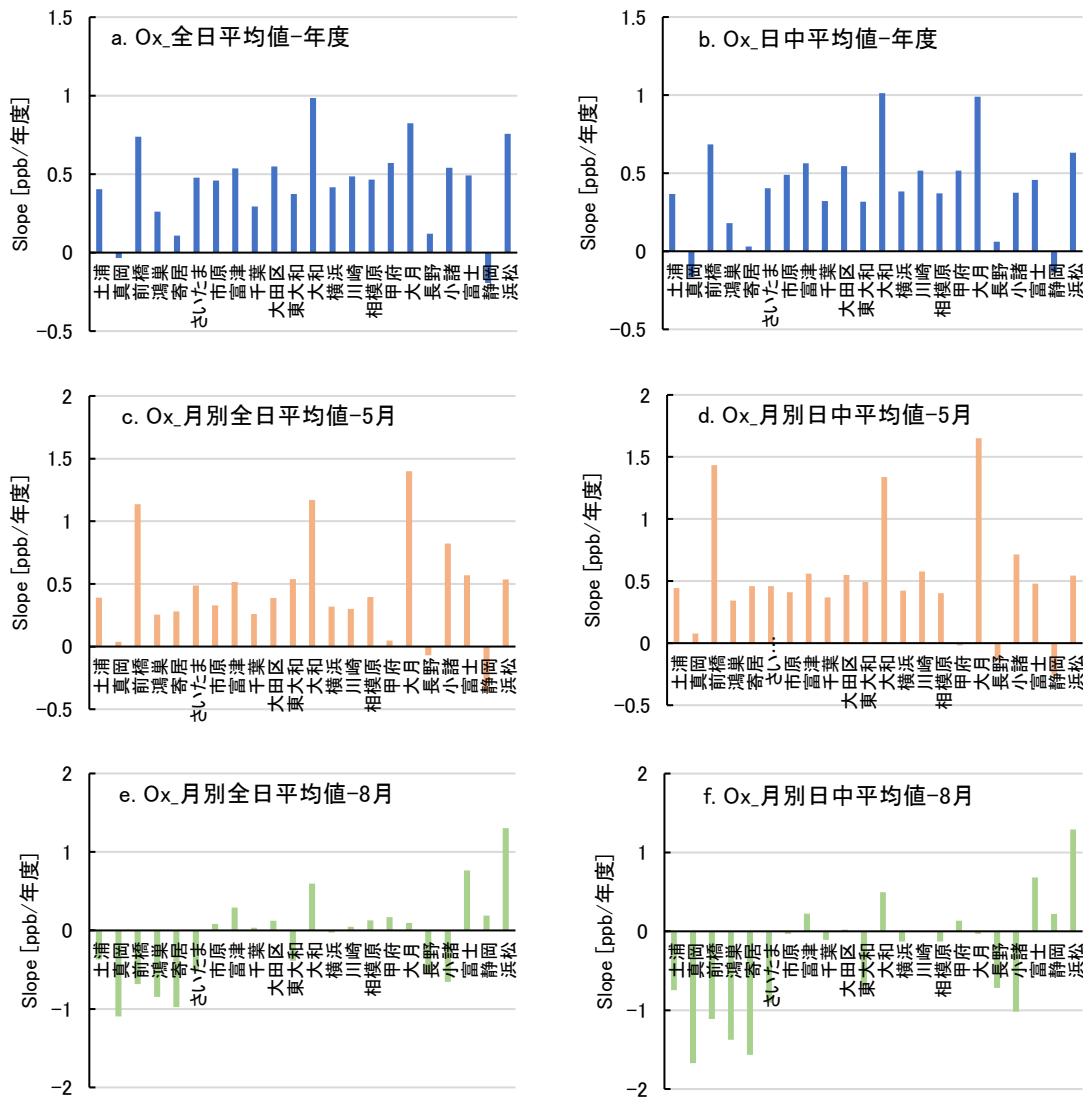 a. Ox_全日平均値-年度
Slope [ppb/年度]
1.5
1
0.5
0
-0.5
土浦
真岡
前橋
鴻巣
寄居
さいたま
市原
富津
千葉
大田区
東大和
大和
横浜
川崎
相模原
甲府
大月
長野
小諸
富士
静岡
浜松
b. Ox_日中平均値-年度
Slope [ppb/年度]
1.5
1
0.5
0
-0.5
土浦
真岡
前橋
鴻巣
寄居
さいたま
市原
富津
千葉
大田区
東大和
大和
横浜
川崎
相模原
甲府
大月
長野
小諸
富士
静岡
浜松
c. Ox_月別全日平均値-5月
Slope [ppb/年度]
2
1.5
1
0.5
0
-0.5
土浦
真岡
前橋
鴻巣
寄居
さいたま
市原
富津
千葉
大田区
東大和
大和
横浜
川崎
相模原
甲府
大月
長野
小諸
富士
静岡
浜松
d. Ox_月別日中平均値-5月
Slope [ppb/年度]
2
1.5
1
0.5
0
-0.5
土浦
真岡
前橋
鴻巣
寄居
さい…
市原
富津
千葉
大田区
東大和
大和
横浜
川崎
相模原
甲府
大月
長野
小諸
富士
静岡
浜松
e. Ox_月別全日平均値-8月
Slope [ppb/年度]
2
1
0
-1
-2
土浦
真岡
前橋
鴻巣
寄居
さいたま
市原
富津
千葉
大田区
東大和
大和
横浜
川崎
相模原
甲府
大月
長野
小諸
富士
静岡
浜松
f. Ox_月別日中平均値-8月
Slope [ppb/年度]
2
1
0
-1
-2
土浦
真岡
前橋
鴻巣
寄居
さいたま
市原
富津
千葉
大田区
東大和
大和
横浜
川崎
相模原
甲府
大月
長野
小諸
富士
静岡
浜松